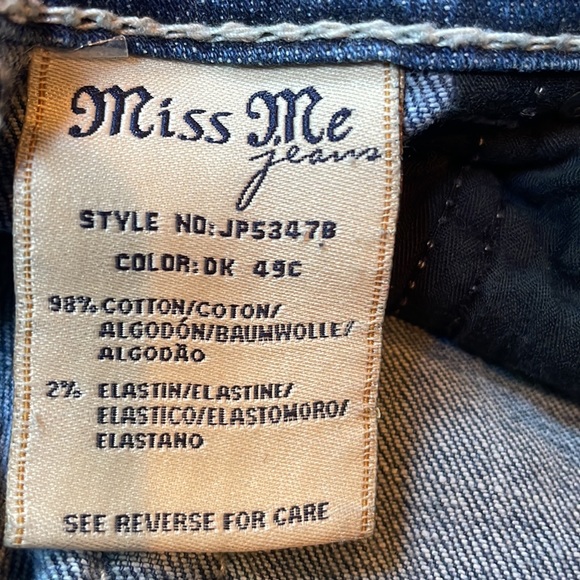 Miss Me
jeans
STYLE NO:JP5347B
COLOR:DK 49C
98% COTTON/COTON/
ALGODÓN/BAUMWOLLE/
ALGODÃO
2% ELASTIN/ELASTINE/
ELASTICO/ELASTOMORO/
ELASTANO
SEE REVERSE FOR CARE